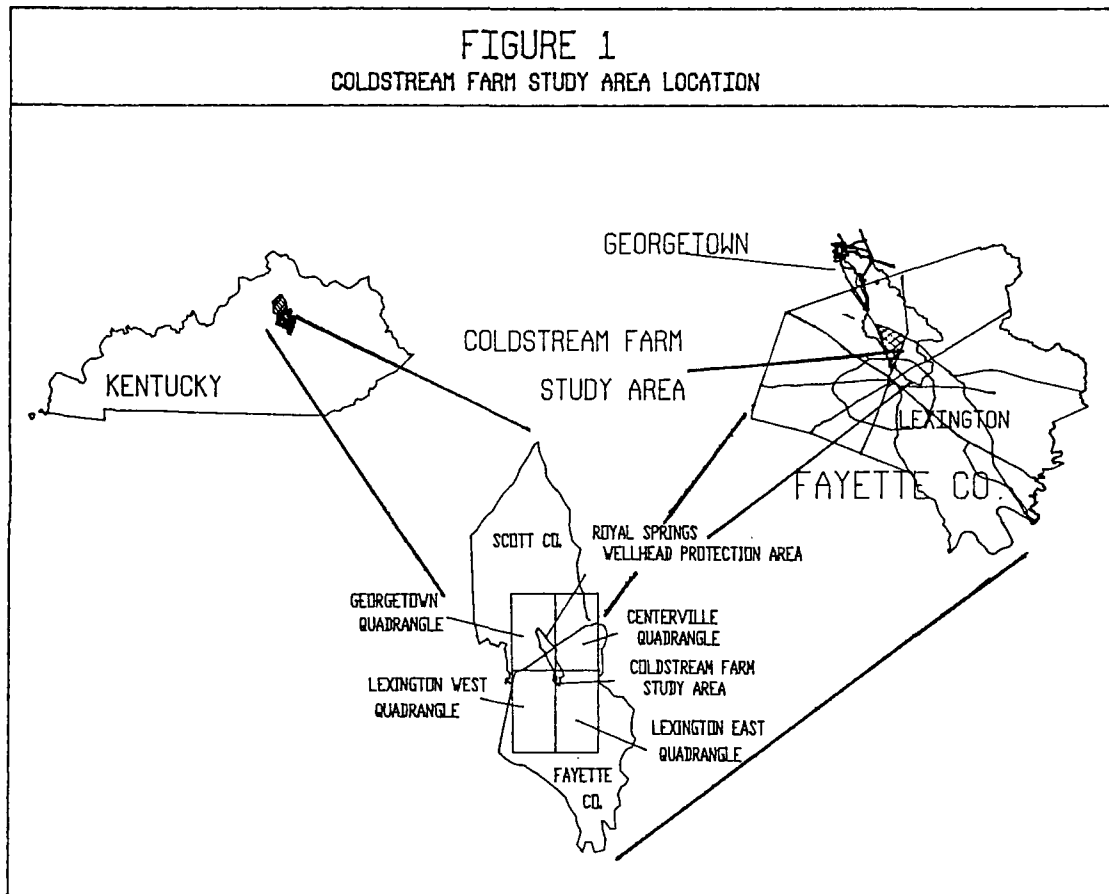 FIGURE 1
COLDSTREAM FARM STUDY AREA LOCATION
GEORGETOWN
COLDSTREAM FARM
STUDY AREA
KENTUCKY
LEXINGTON
FAYETTE CO.
SCOTT CO.
ROYAL SPRINGS
WELLHEAD PROTECTION AREA
GEORGETOWN
QUADRANGLE
CENTERVILLE
QUADRANGLE
COLDSTREAM FARM
STUDY AREA
LEXINGTON WEST
QUADRANGLE
LEXINGTON EAST
QUADRANGLE
FAYETTE
CO.